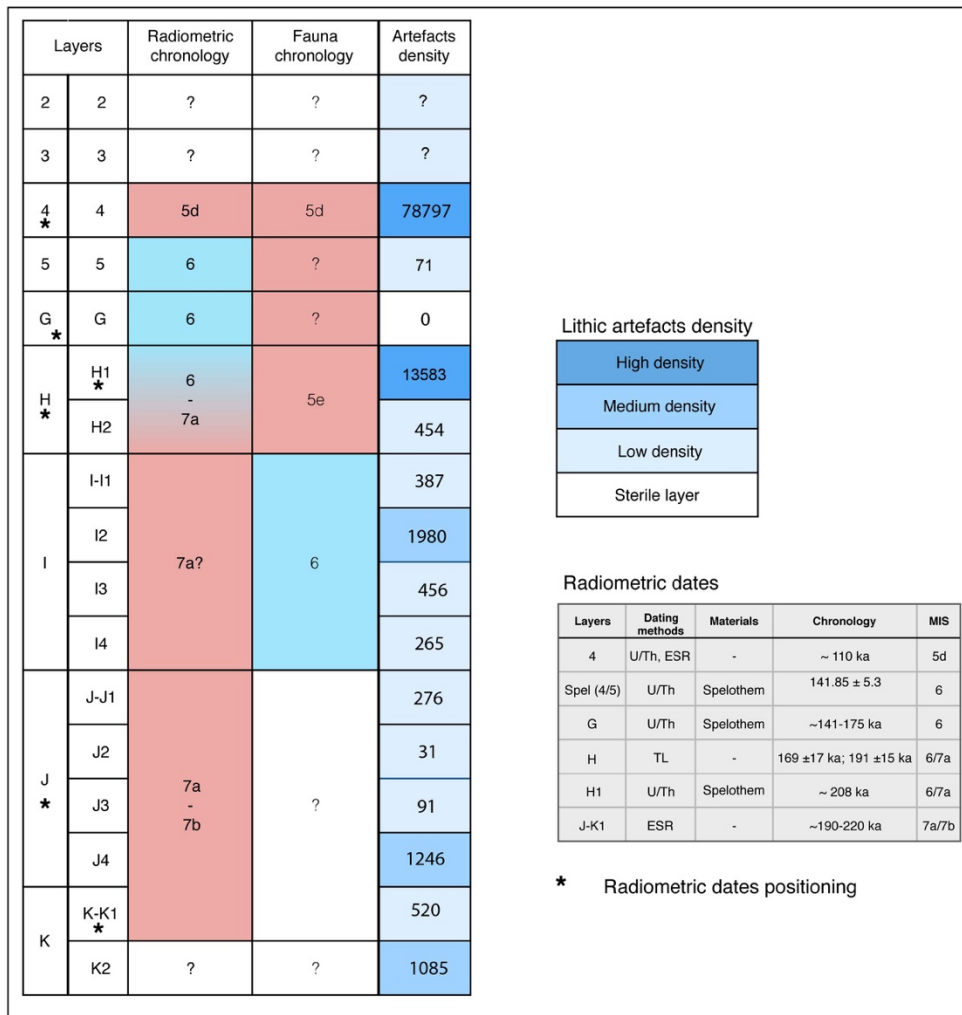 Layers
Radiometric chronology
Fauna chronology
Artefacts density
2 2 ? ? ?
3 3 ? ? ?
4 * 4 5d 5d 78797
5 5 6 ? 71
G * G 6 ? 0
H * H1 * 6 - 7a 5e 13583
H2 454
I I-I1 7a? 6 387
I2 1980
I3 456
I4 265
J * J-J1 7a - 7b ? 276
J2 31
J3 91
J4 1246
K K-K1 * 520
K2 ? ? 1085
Lithic artefacts density
High density
Medium density
Low density
Sterile layer
Radiometric dates
Layers Dating methods Materials Chronology MIS
4 U/Th, ESR - ~ 110 ka 5d
Spel (4/5) U/Th Spelothem 141.85 ± 5.3 6
G U/Th Spelothem ~141-175 ka 6
H TL - 169 ±17 ka; 191 ±15 ka 6/7a
H1 U/Th Spelothem ~ 208 ka 6/7a
J-K1 ESR - ~190-220 ka 7a/7b
* Radiometric dates positioning